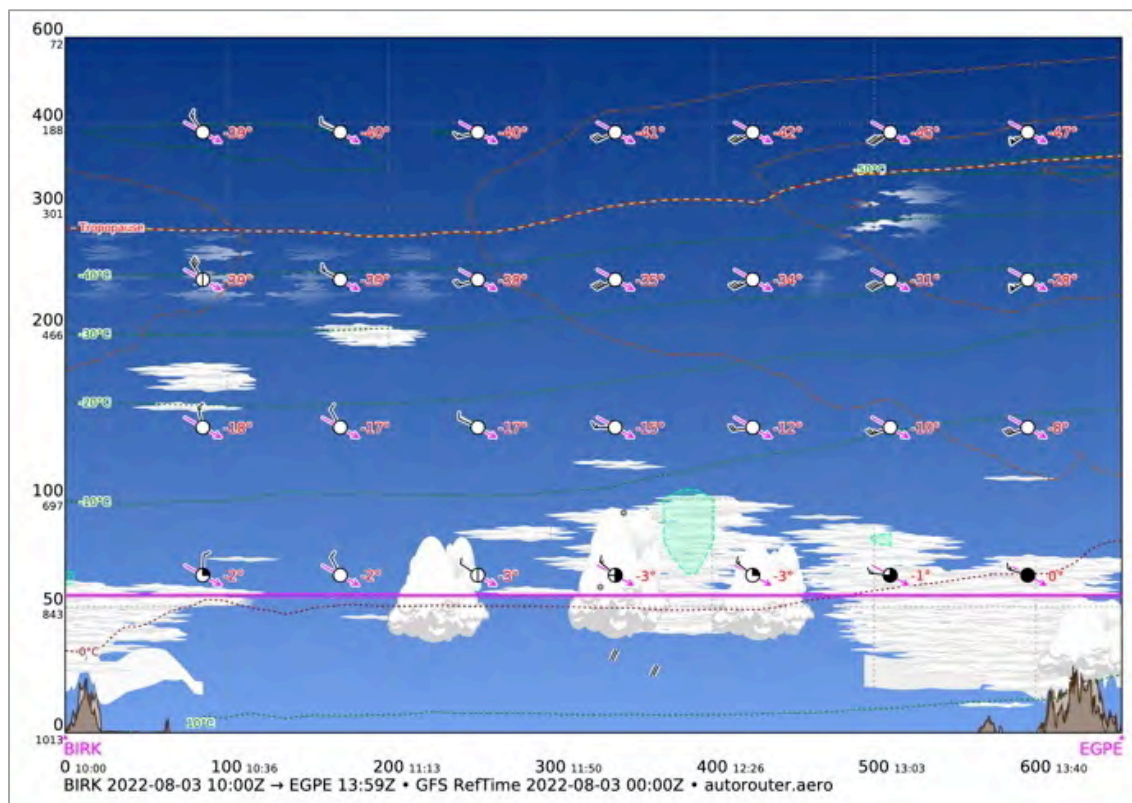 600
72
400
188
-39° -40° -40° -41° -42° -45° -47°
-50°C
300
301
Tropopause
-40°C
-39° -39° -38° -35° -34° -31° -28°
200
466
-30°C
-20°C
-18° -17° -17° -15° -12° -10° -8°
100
697
-10°C
-2° -2° -3° -3° -3° -1° 0°
50
843
0°C
0
1013
10°C
BIRK EGPE
0 10:00 100 10:36 200 11:13 300 11:50 400 12:26 500 13:03 600 13:40
BIRK 2022-08-03 10:00Z → EGPE 13:59Z • GFS RefTime 2022-08-03 00:00Z • autorouter.aero